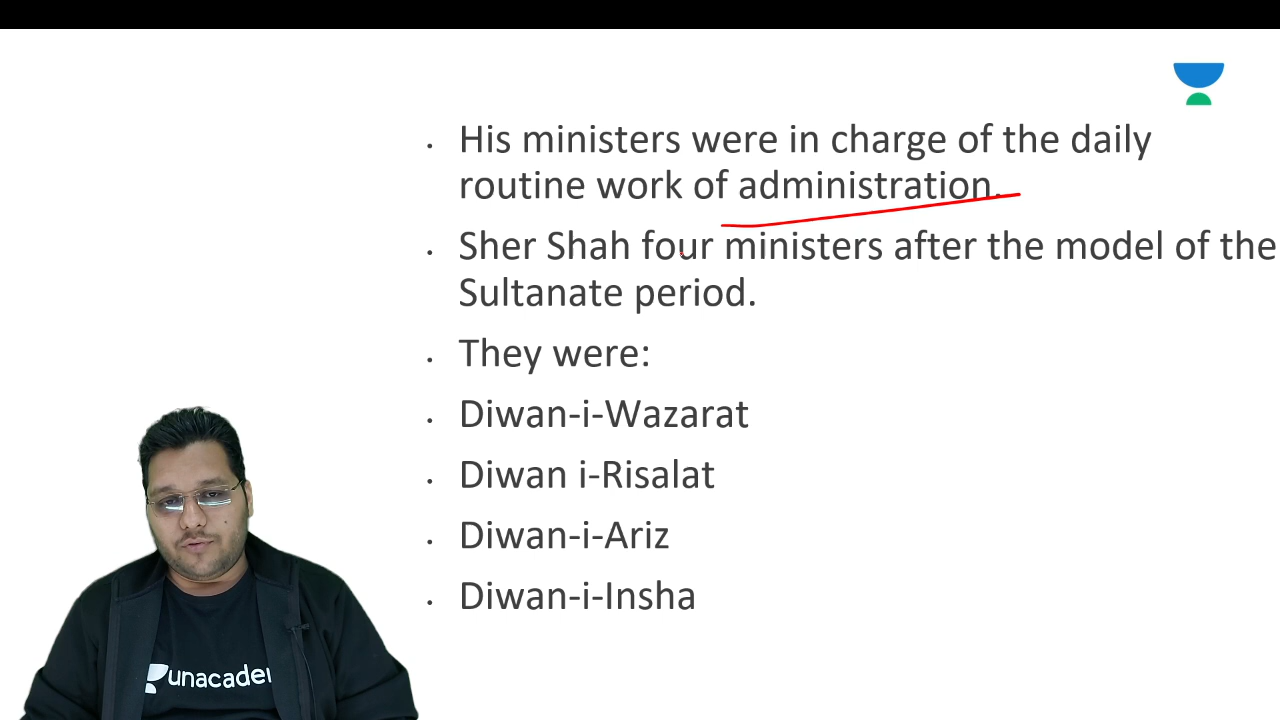 His ministers were in charge of the daily
routine work of administration.
Sher Shah four ministers after the model of the
Sultanate period.
They were:
Diwan-i-Wazarat
Diwan i-Risalat
Diwan-i-Ariz
Diwan-i-Insha
unacade